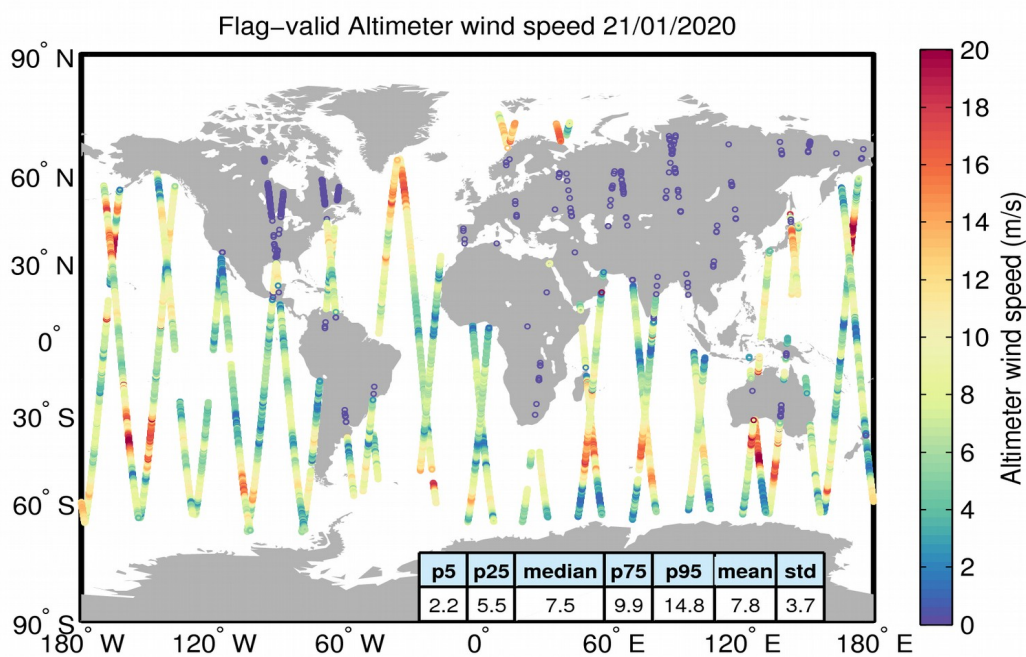 Flag−valid Altimeter wind speed 21/01/2020
90° N
60° N
30° N
0°
30° S
60° S
90° S
180° W
120° W
60° W
0°
60° E
120° E
180° E
p5 p25 median p75 p95 mean std
2.2 5.5 7.5 9.9 14.8 7.8 3.7
20
18
16
14
12
10
8
6
4
2
0
Altimeter wind speed (m/s)